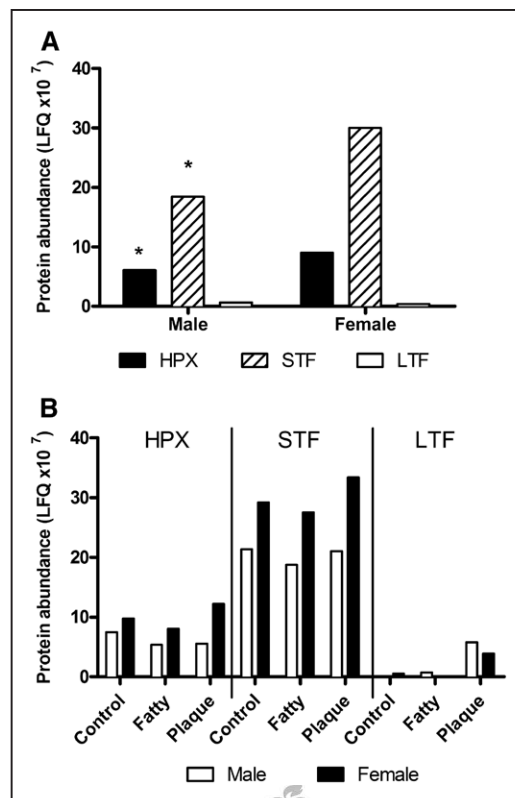 A
Protein abundance (LFQ x10 7)
40
30
20
10
0
*
*
Male
Female
HPX
STF
LTF
B
Protein abundance (LFQ x10 7)
40
30
20
10
0
HPX
STF
LTF
Control
Fatty
Plaque
Control
Fatty
Plaque
Control
Fatty
Plaque
Male
Female